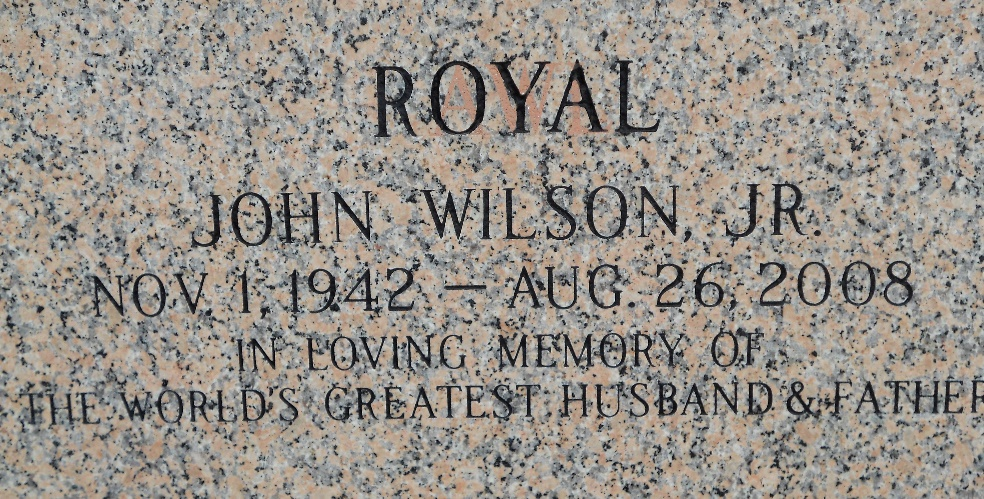 ROYAL
JOHN WILSON, JR.
NOV 1, 1942 — AUG. 26, 2008
IN LOVING MEMORY OF
THE WORLD'S GREATEST HUSBAND & FATHER